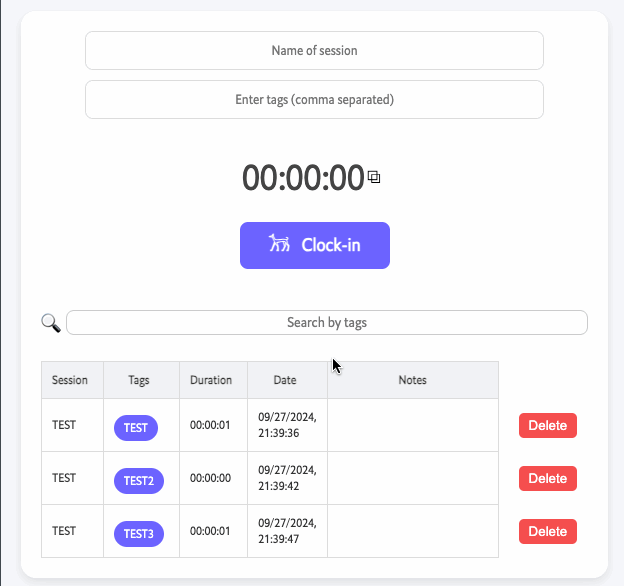 Name of session
Enter tags (comma separated)
00:00:00
Clock-in
Search by tags
Session Tags Duration Date Notes
TEST TEST 00:00:01 09/27/2024, Delete
21:39:36
TEST TEST2 00:00:00 09/27/2024, Delete
21:39:42
TEST TEST3 00:00:01 09/27/2024, Delete
21:39:47